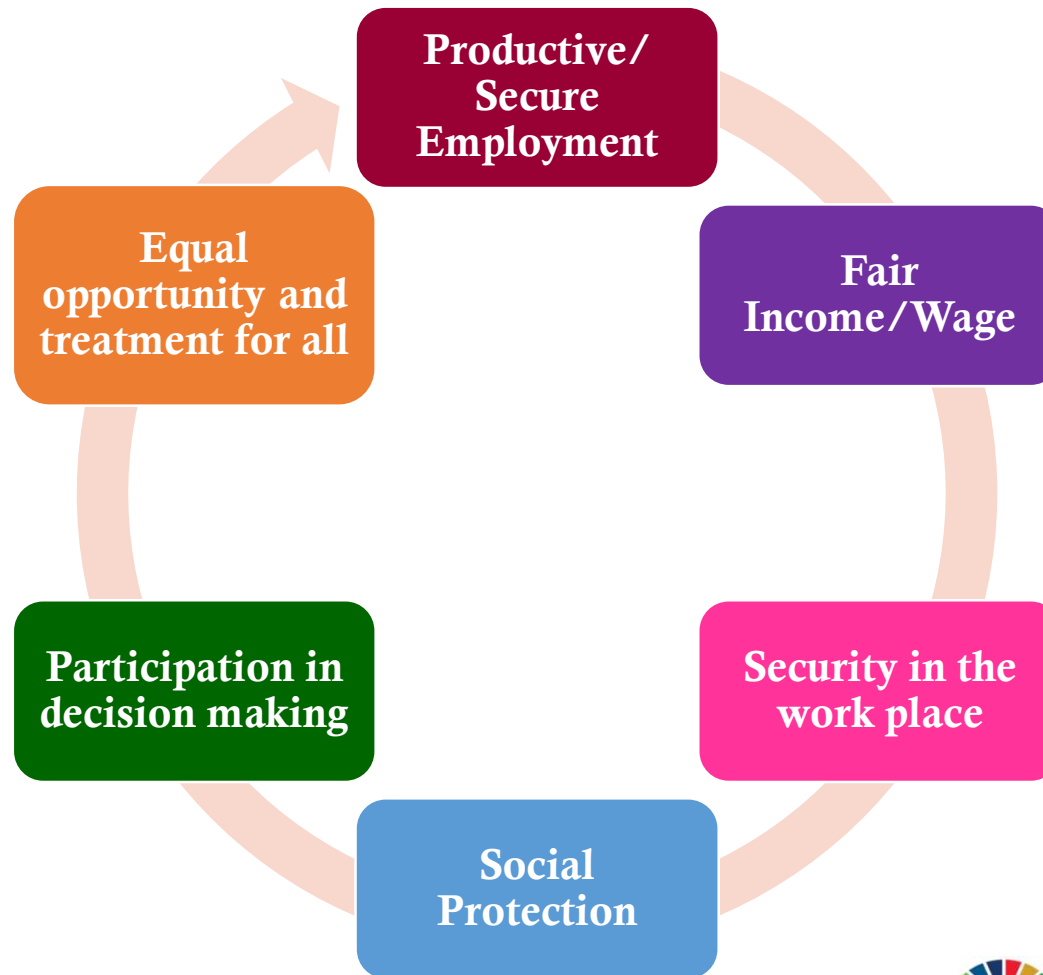 Productive/
Secure
Employment
Fair
Income/Wage
Security in the
work place
Social
Protection
Participation in
decision making
Equal
opportunity and
treatment for all